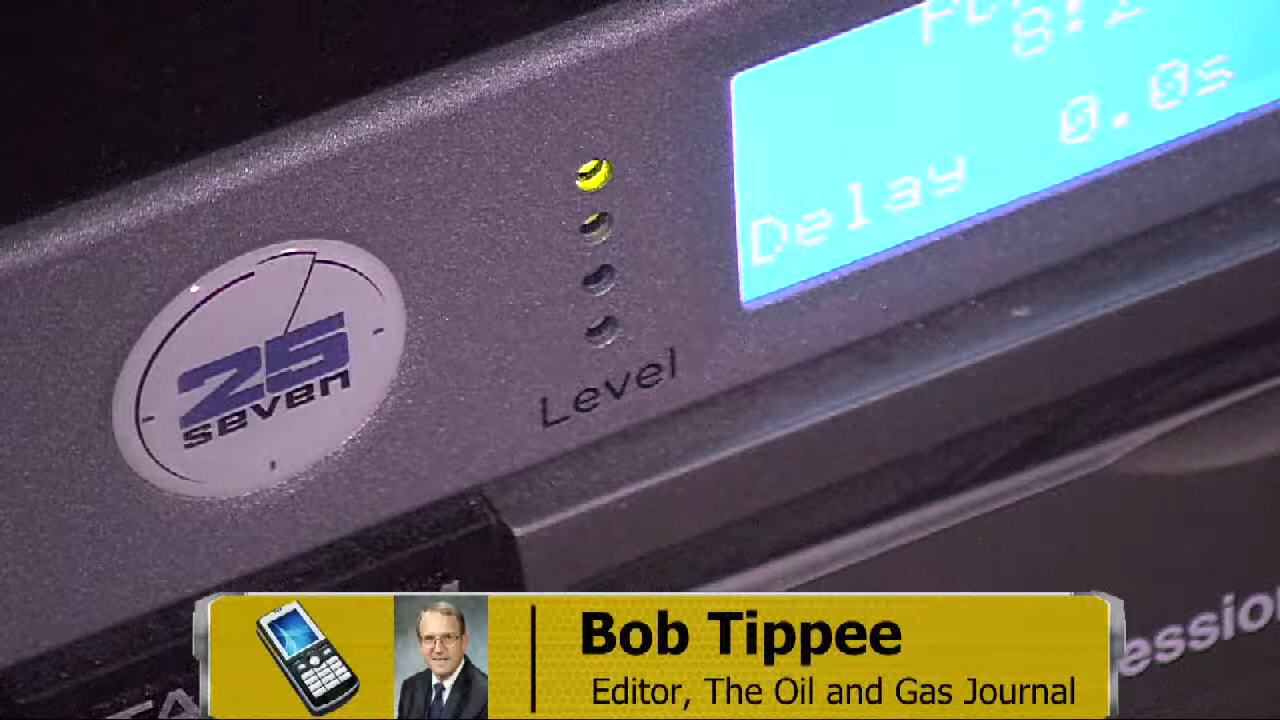 Delay 0.0s
25
seven
Level
Bob Tippee
Editor, The Oil and Gas Journal